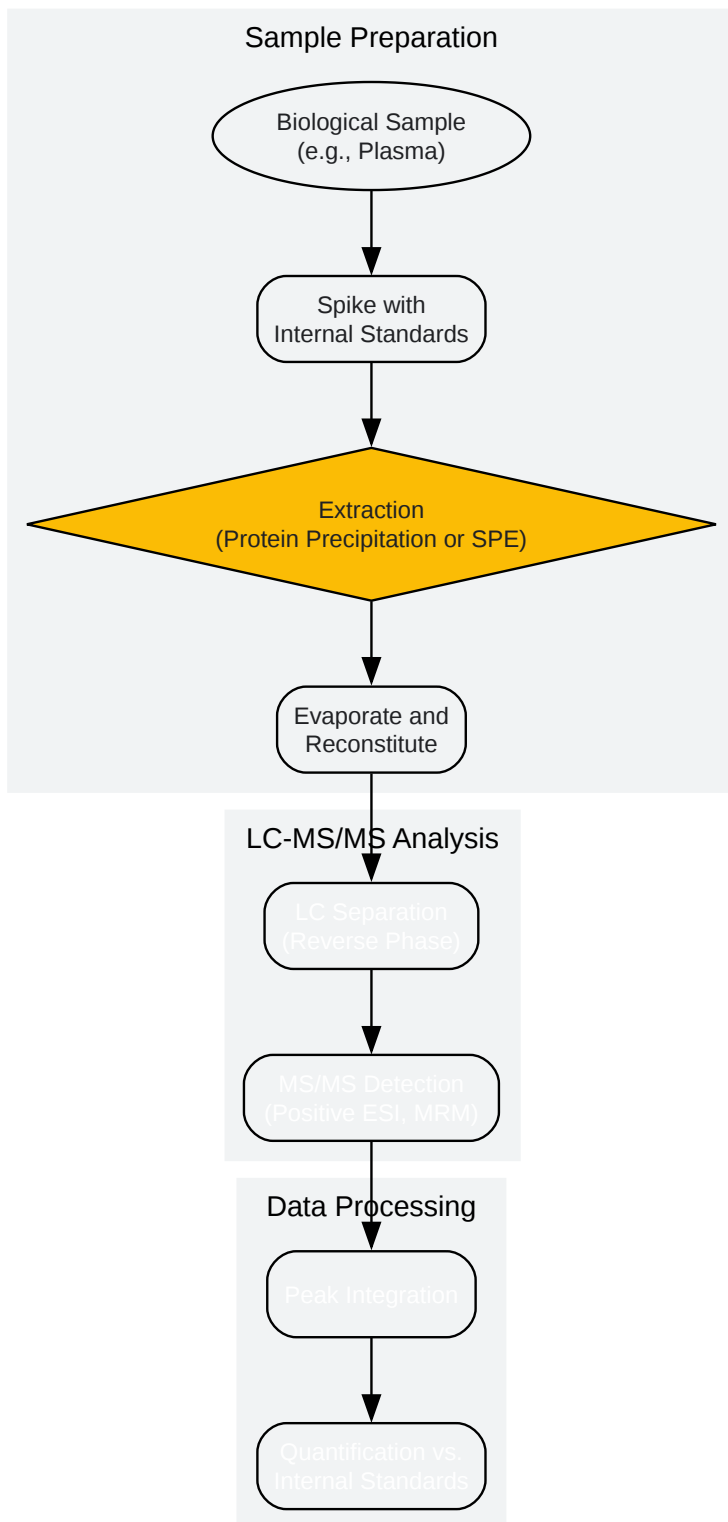 Sample Preparation
Biological Sample
(e.g., Plasma)
Spike with
Internal Standards
Extraction
(Protein Precipitation or SPE)
Evaporate and
Reconstitute
LC-MS/MS Analysis
LC Separation
(Reverse Phase)
MS/MS Detection
(Positive ESI, MRM)
Data Processing
Peak Integration
Quantification vs.
Internal Standards